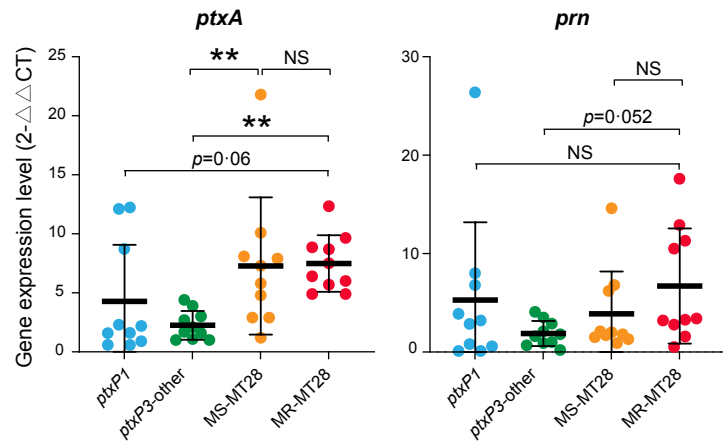 ptxA
prn
Gene expression level (2-△△CT)
25
20
15
10
5
0
**
NS
**
p=0·06
ptxP1
ptxP3-other
MS-MT28
MR-MT28
30
20
10
0
NS
p=0·052
NS
ptxP1
ptxP3-other
MS-MT28
MR-MT28